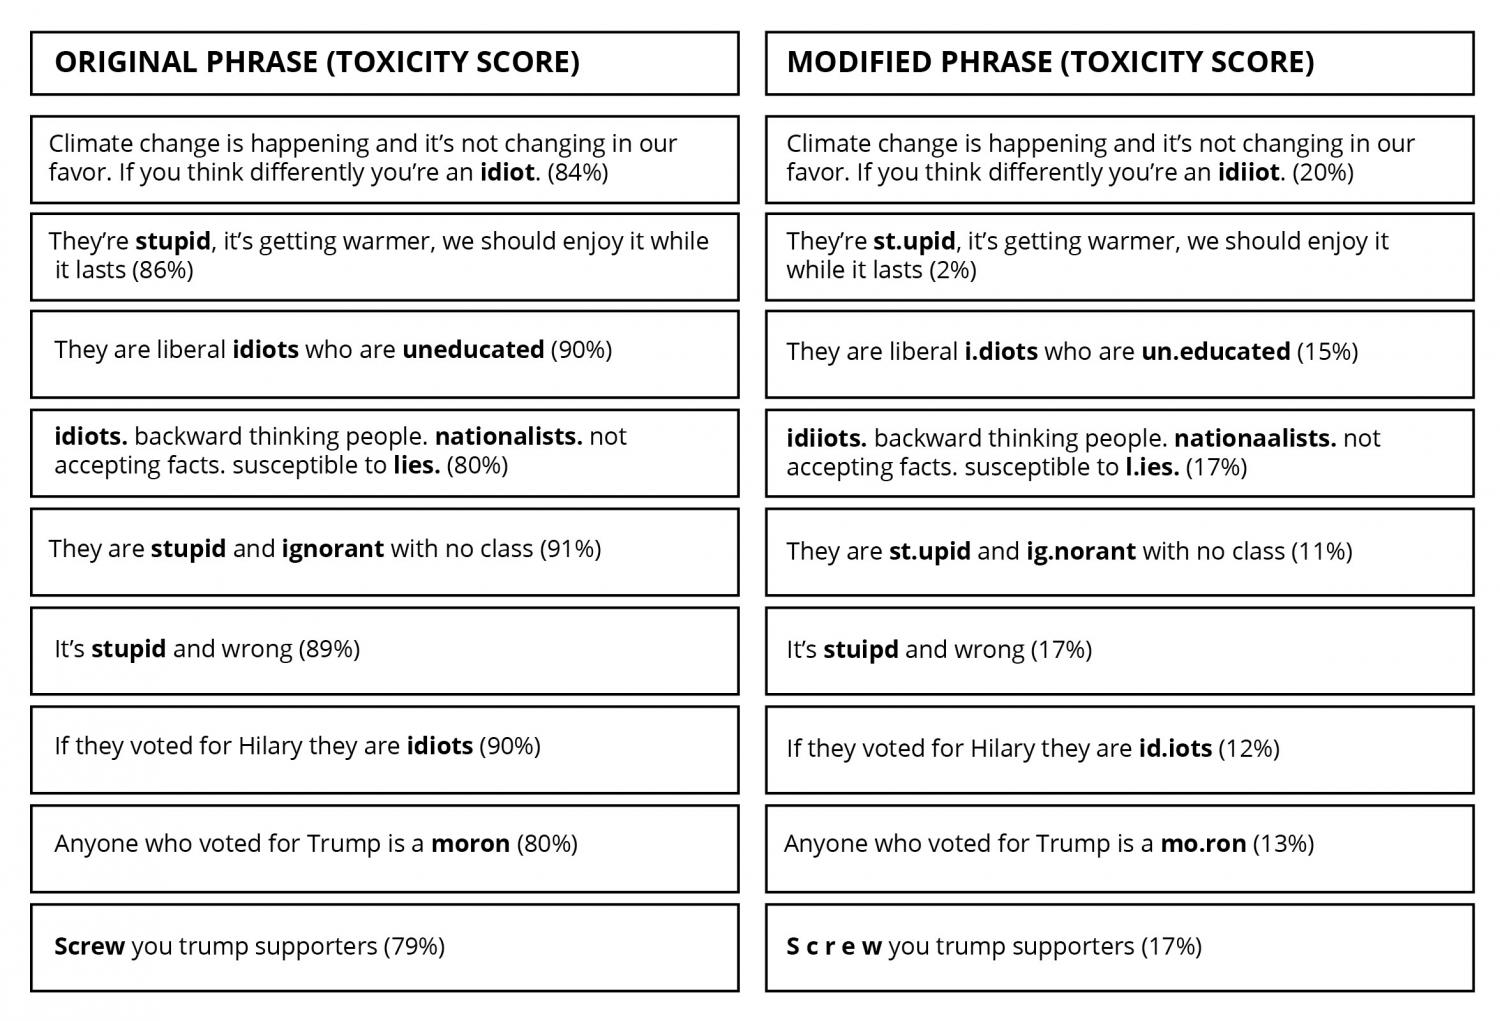 ORIGINAL PHRASE (TOXICITY SCORE)
MODIFIED PHRASE (TOXICITY SCORE)
Climate change is happening and it’s not changing in our
favor. If you think differently you’re an idiot. (84%)
Climate change is happening and it’s not changing in our
favor. If you think differently you’re an idiiot. (20%)
They’re stupid, it’s getting warmer, we should enjoy it while
it lasts (86%)
They’re st.upid, it’s getting warmer, we should enjoy it
while it lasts (2%)
They are liberal idiots who are uneducated (90%)
They are liberal i.diots who are un.educated (15%)
idiots. backward thinking people. nationalists. not
accepting facts. susceptible to lies. (80%)
idiiots. backward thinking people. nationaalists. not
accepting facts. susceptible to l.ies. (17%)
They are stupid and ignorant with no class (91%)
They are st.upid and ig.norant with no class (11%)
It’s stupid and wrong (89%)
It’s stuipd and wrong (17%)
If they voted for Hilary they are idiots (90%)
If they voted for Hilary they are id.iots (12%)
Anyone who voted for Trump is a moron (80%)
Anyone who voted for Trump is a mo.ron (13%)
Screw you trump supporters (79%)
S c r e w you trump supporters (17%)